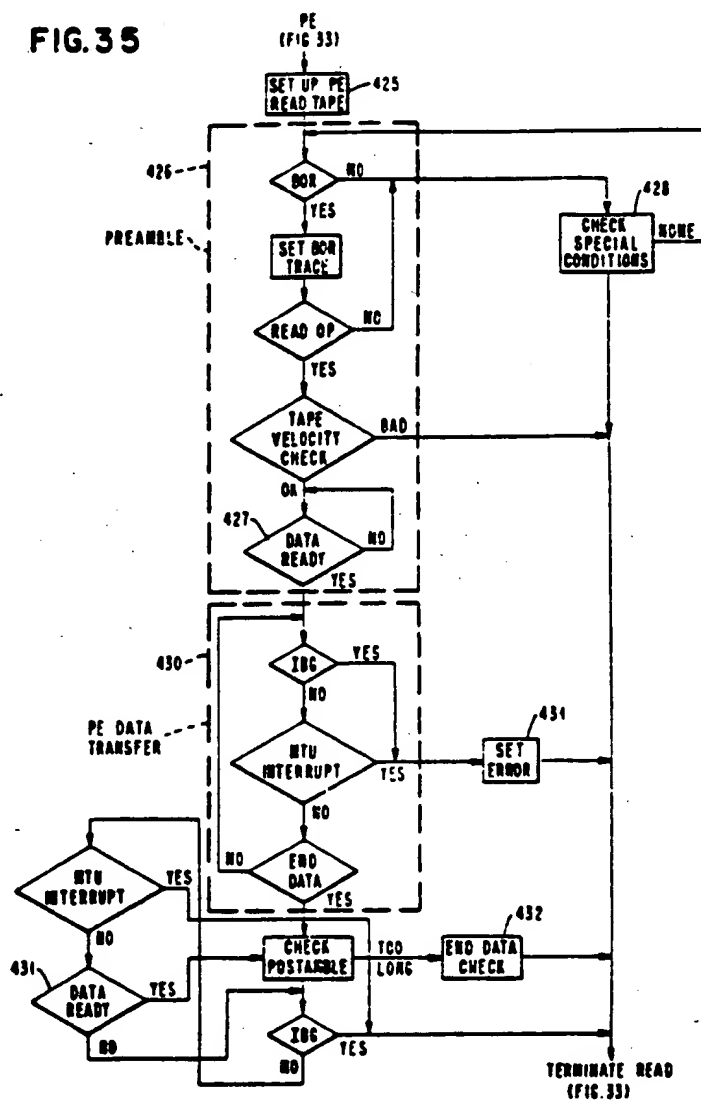 FIG.35
PE
(FIG 33)
SET UP PE
READ TAPE
425
426
BOR
NO
YES
PREAMBLE
SET BOR
TRACE
428
CHECK
SPECIAL
CONDITIONS
NONE
READ OP
NO
YES
TAPE
VELOCITY
CHECK
BAD
OK
427
DATA
READY
NO
YES
430
IBG
YES
NO
PE DATA
TRANSFER
MTU
INTERRUPT
YES
NO
431
SET
ERROR
NO
END
DATA
YES
MTU
INTERRUPT
YES
NO
CHECK
POSTAMBLE
TOO
LONG
432
END DATA
CHECK
431
DATA
READY
YES
NO
IBG
YES
NO
TERMINATE READ
(FIG.33)